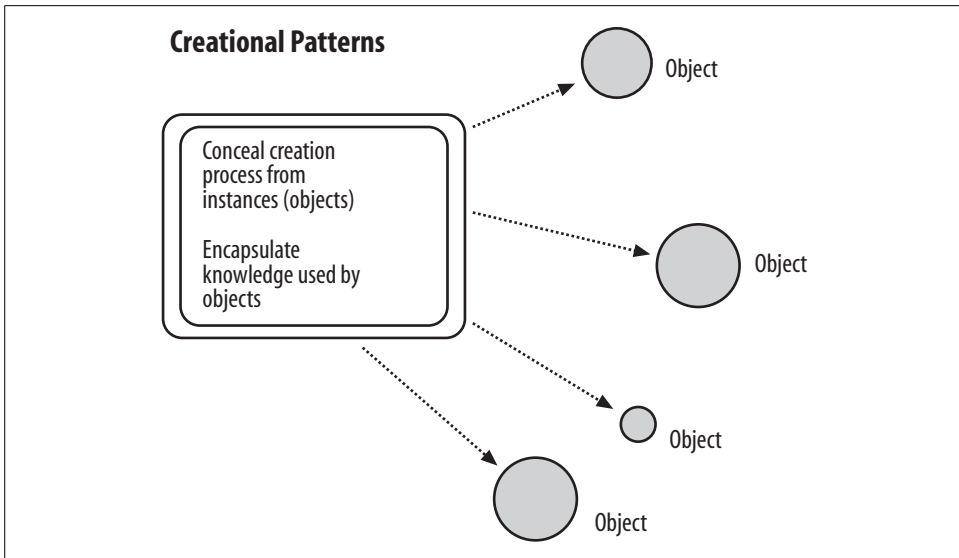 Creational Patterns
Object
Conceal creation
process from
instances (objects)
Encapsulate
knowledge used by
objects
Object
Object
Object